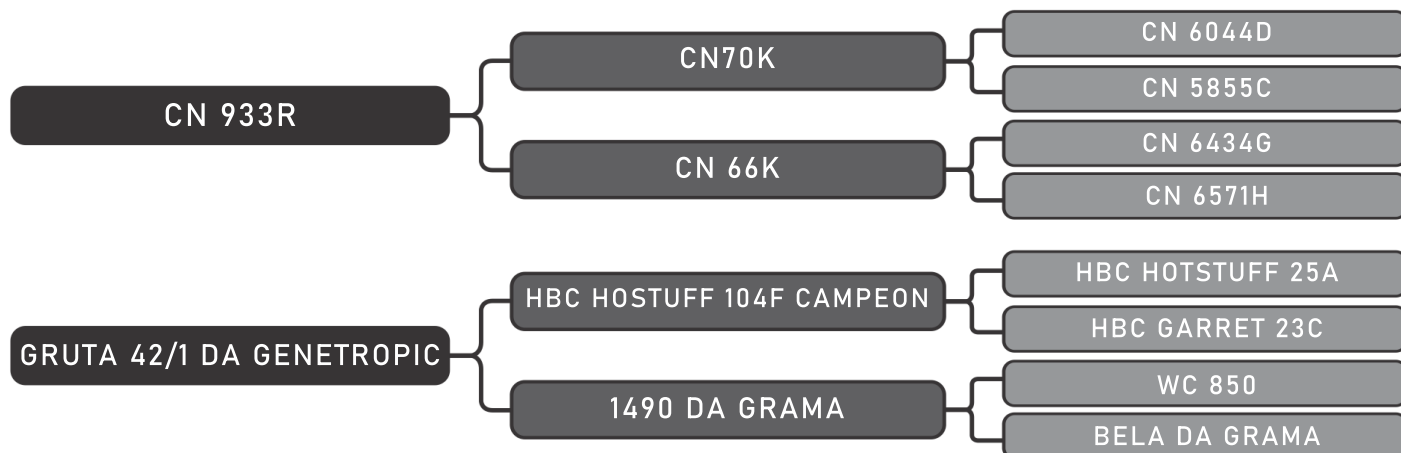 CN 933R
CN70K
CN 6044D
CN 5855C
CN 66K
CN 6434G
CN 6571H
GRUTA 42/1 DA GENETROPIC
HBC HOSTUFF 104F CAMPEON
HBC HOTSTUFF 25A
HBC GARRET 23C
1490 DA GRAMA
WC 850
BELA DA GRAMA